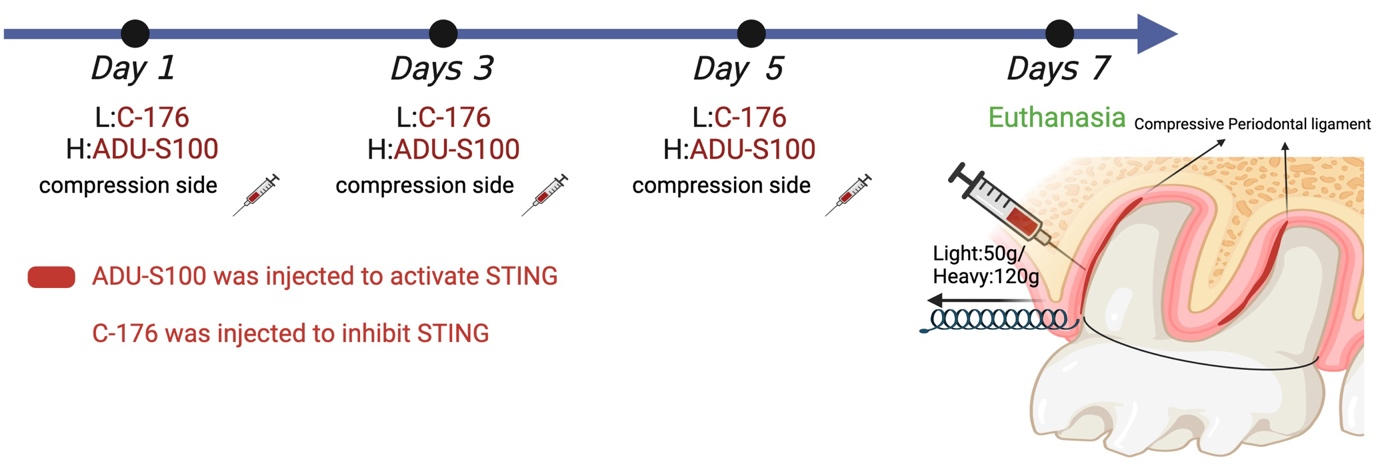 Day 1
Days 3
Day 5
Days 7
L:C-176
H:ADU-S100
compression side
L:C-176
H:ADU-S100
compression side
L:C-176
H:ADU-S100
compression side
Euthanasia
Compressive Periodontal ligament
Light:50g/
Heavy:120g
ADU-S100 was injected to activate STING
C-176 was injected to inhibit STING